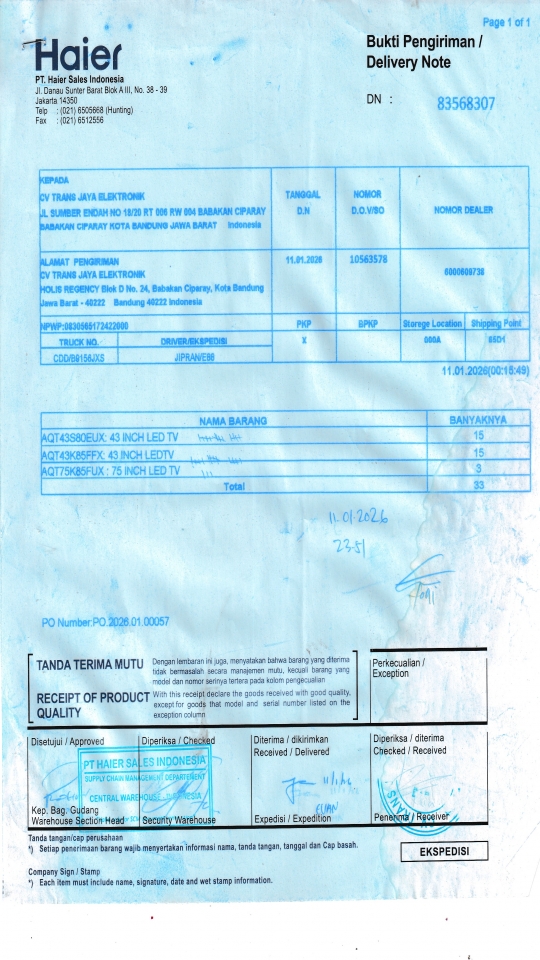 Page 1 of 1
Haier
Bukti Pengiriman /
Delivery Note
PT. Haier Sales Indonesia
Jl. Danau Sunter Barat Blok A III, No. 38 - 39
Jakarta 14350
Telp : (021) 6505668 (Hunting)
Fax : (021) 6512556
DN : 83568307
KEPADA
CV TRANS JAYA ELEKTRONIK
JL SUMBER ENDAH NO 18/20 RT 006 RW 004 BABAKAN CIPARAY
BABAKAN CIPARAY KOTA BANDUNG JAWA BARAT Indonesia
TANGGAL
D.N
NOMOR
D.O.V/SO
NOMOR DEALER
ALAMAT PENGIRIMAN
CV TRANS JAYA ELEKTRONIK
HOLIS REGENCY Blok D No. 24, Babakan Ciparay, Kota Bandung
Jawa Barat - 40222 Bandung 40222 Indonesia
11.01.2026
10563578
6000609738
NPWP:0830565172422000
PKP
BPKP
Storege Location
Shipping Point
TRUCK NO.
DRIVER/EKSPEDISI
X
000A
65D1
CDD/B9156JXS
JIPRAN/E88
11.01.2026(00:15:49)
NAMA BARANG BANYAKNYA
AQT43S80EUX: 43 INCH LED TV 15
AQT43K85FFX: 43 INCH LEDTV 15
AQT75K85FUX : 75 INCH LEDTV 3
Total 33
11.01.2026
23.51
Toni
PO Number:PO.2026.01.00057
TANDA TERIMA MUTU
Dengan lembaran ini juga, menyatakan bahwa barang yang diterima
tidak bermasalah secara manajemen mutu, kecuali barang yang
model dan nomor serinya tertera pada kolom pengecualian
RECEIPT OF PRODUCT
QUALITY
With this receipt declare the goods received with good quality,
except for goods that model and serial number listed on the
exception column
Perkecualian /
Exception
Disetujui / Approved
Diperiksa / Checked
Diterima / dikirimkan
Received / Delivered
Diperiksa / diterima
Checked / Received
PT HAIER SALES INDONESIA
SUPPLY CHAIN MANAGEMENT DEPARTEMENT
CENTRAL WAREHOUSE - INDONESIA
11/1/26
Kep. Bag. Gudang
Warehouse Section Head
Security Warehouse
Expedisi / Expedition
Penerima / Receiver
Tanda tangan/cap perusahaan
*) Setiap penerimaan barang wajib menyertakan informasi nama, tanda tangan, tanggal dan Cap basah.
EKSPEDISI
Company Sign / Stamp
*) Each item must include name, signature, date and wet stamp information.